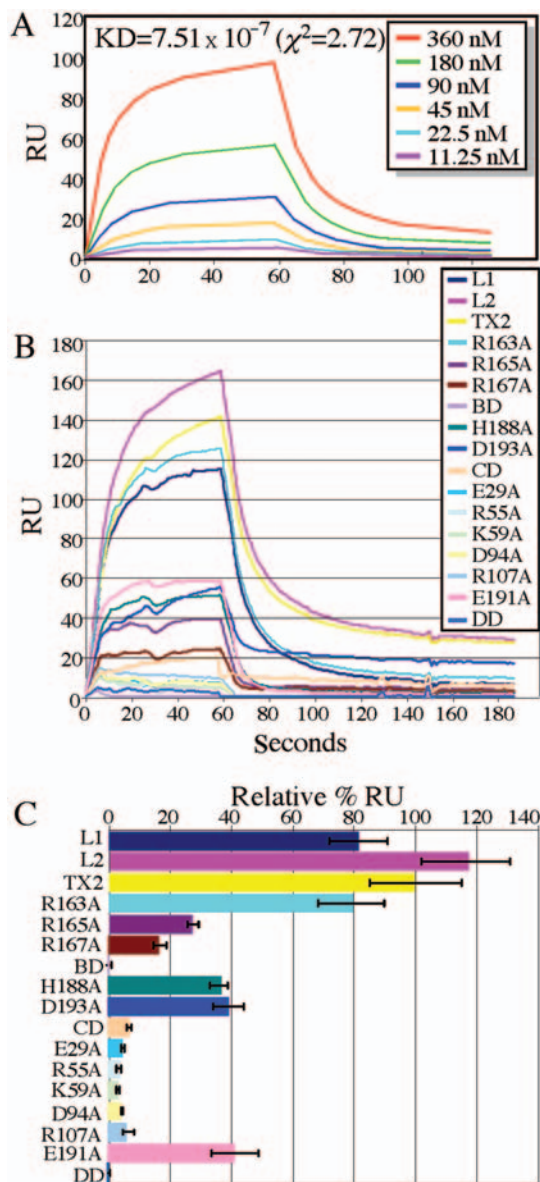 A
KD=7.51 x 10⁻⁷ (χ²=2.72)
RU
120
100
80
60
40
20
0
0 20 40 60 80 100
360 nM
180 nM
90 nM
45 nM
22.5 nM
11.25 nM
B
RU
180
160
140
120
100
80
60
40
20
0
0 20 40 60 80 100 120 140 160 180
Seconds
L1
L2
TX2
R163A
R165A
R167A
BD
H188A
D193A
CD
E29A
R55A
K59A
D94A
R107A
E191A
DD
C
Relative % RU
0 20 40 60 80 100 120 140
L1
L2
TX2
R163A
R165A
R167A
BD
H188A
D193A
CD
E29A
R55A
K59A
D94A
R107A
E191A
DD